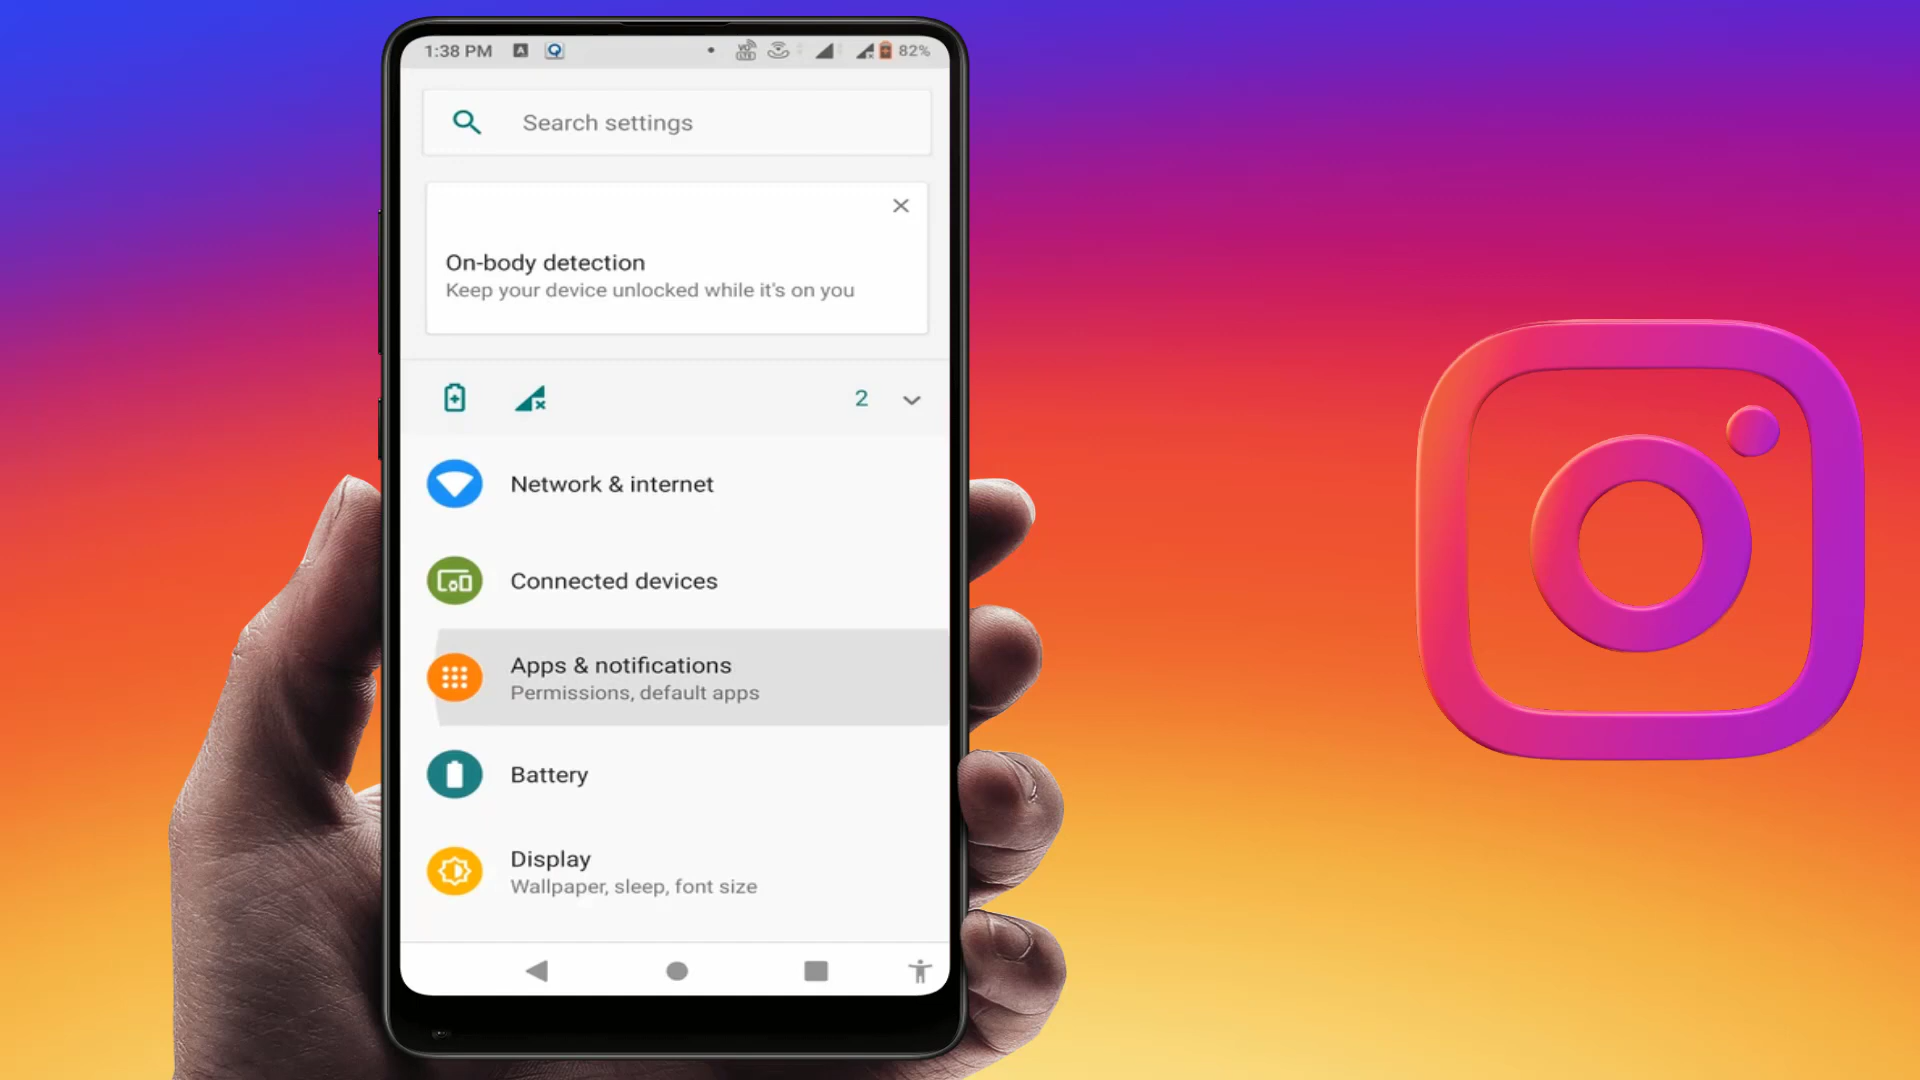 1:38 PM
82%
Search settings
On-body detection
Keep your device unlocked while it's on you
2
Network & internet
Connected devices
Apps & notifications
Permissions, default apps
Battery
Display
Wallpaper, sleep, font size